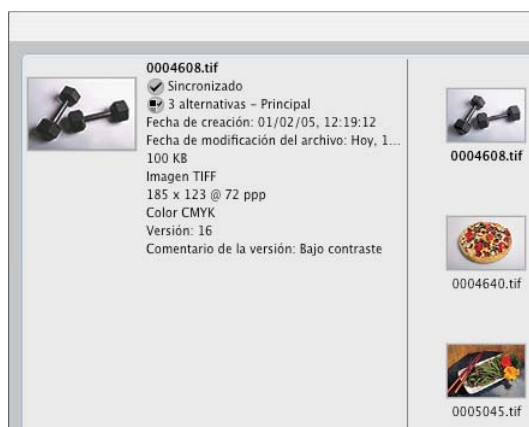 0004608.tif
Sincronizado
3 alternativas – Principal
Fecha de creación: 01/02/05, 12:19:12
Fecha de modificación del archivo: Hoy, 1...
100 KB
Imagen TIFF
185 x 123 @ 72 ppp
Color CMYK
Versión: 16
Comentario de la versión: Bajo contraste
0004608.tif
0004640.tif
0005045.tif